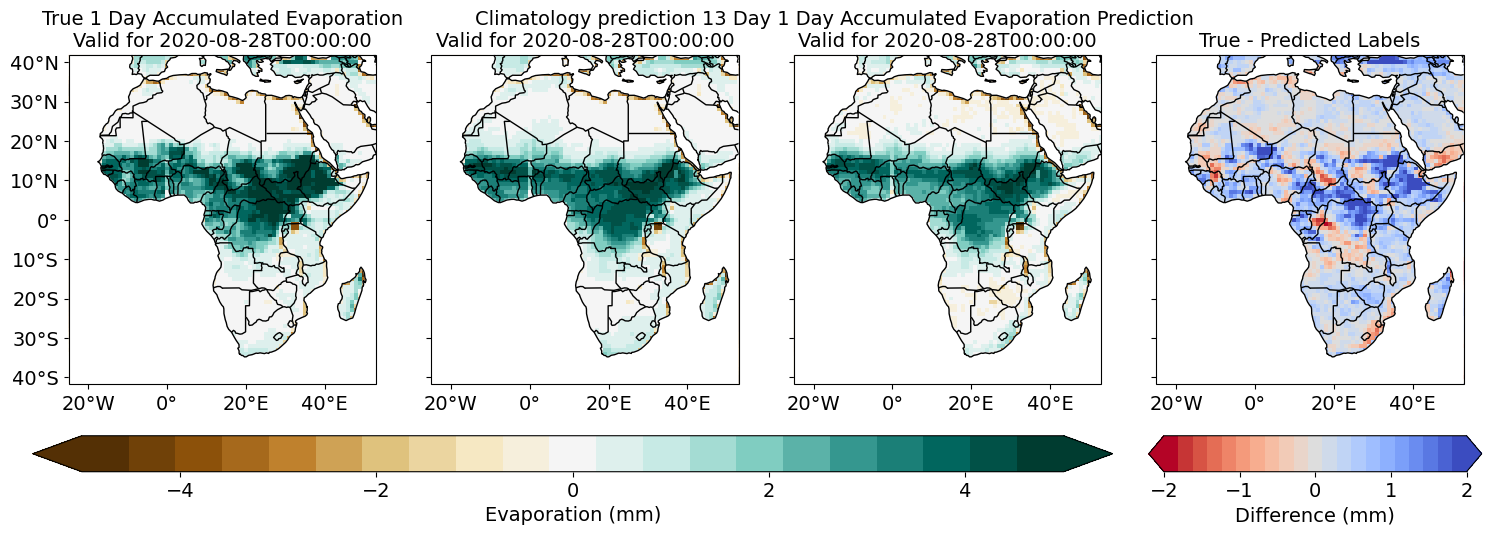 True 1 Day Accumulated Evaporation
Valid for 2020-08-28T00:00:00
Climatology prediction 13 Day 1 Day Accumulated Evaporation Prediction
Valid for 2020-08-28T00:00:00
Valid for 2020-08-28T00:00:00
True - Predicted Labels
40°N
30°N
20°N
10°N
0°
10°S
20°S
30°S
40°S
20°W 0° 20°E 40°E
20°W 0° 20°E 40°E
20°W 0° 20°E 40°E
20°W 0° 20°E 40°E
−4 −2 0 2 4
Evaporation (mm)
−2 −1 0 1 2
Difference (mm)